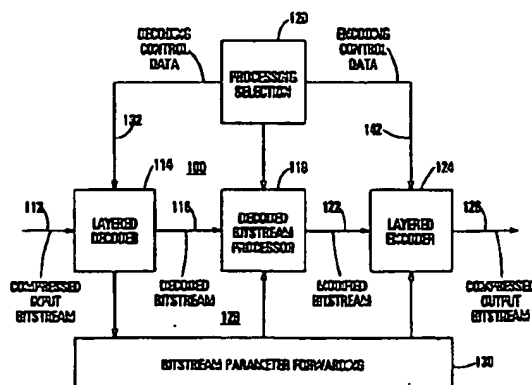 120
DECODING
CONTROL
DATA
PROCESSING
SELECTION
ENCODING
CONTROL
DATA
132
142
114
100
118
124
112
LAYERED
DECODER
116
DECODED
BITSTREAM
PROCESSOR
122
LAYERED
ENCODER
126
COMPRESSED
INPUT
BITSTREAM
DECODED
BITSTREAM
MODIFIED
BITSTREAM
COMPRESSED
OUTPUT
BITSTREAM
128
BITSTREAM PARAMETER FORWARDING
130